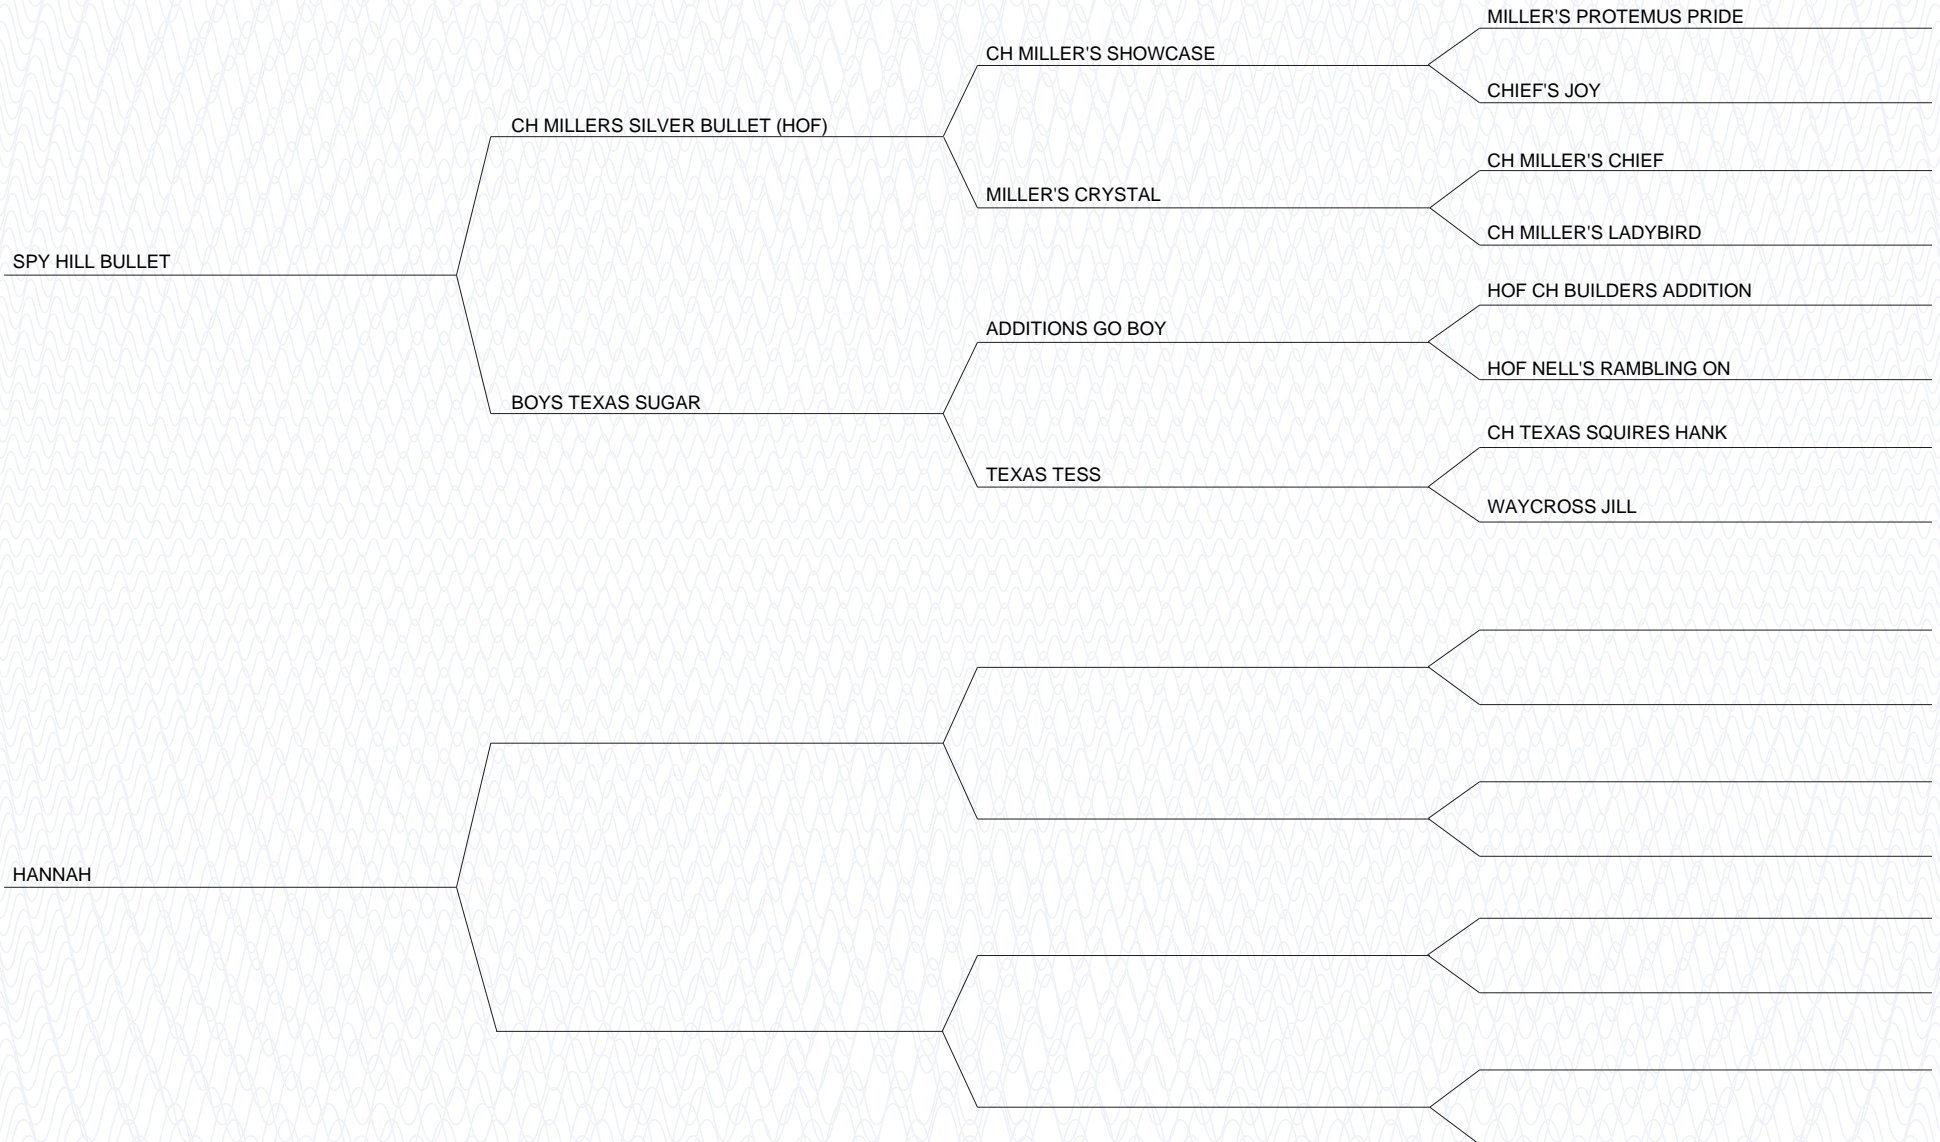 MILLER'S PROTEMUS PRIDE
CH MILLER'S SHOWCASE
CHIEF'S JOY
CH MILLERS SILVER BULLET (HOF)
CH MILLER'S CHIEF
MILLER'S CRYSTAL
CH MILLER'S LADYBIRD
SPY HILL BULLET
HOF CH BUILDERS ADDITION
ADDITIONS GO BOY
HOF NELL'S RAMBLING ON
BOYS TEXAS SUGAR
CH TEXAS SQUIRES HANK
TEXAS TESS
WAYCROSS JILL
HANNAH